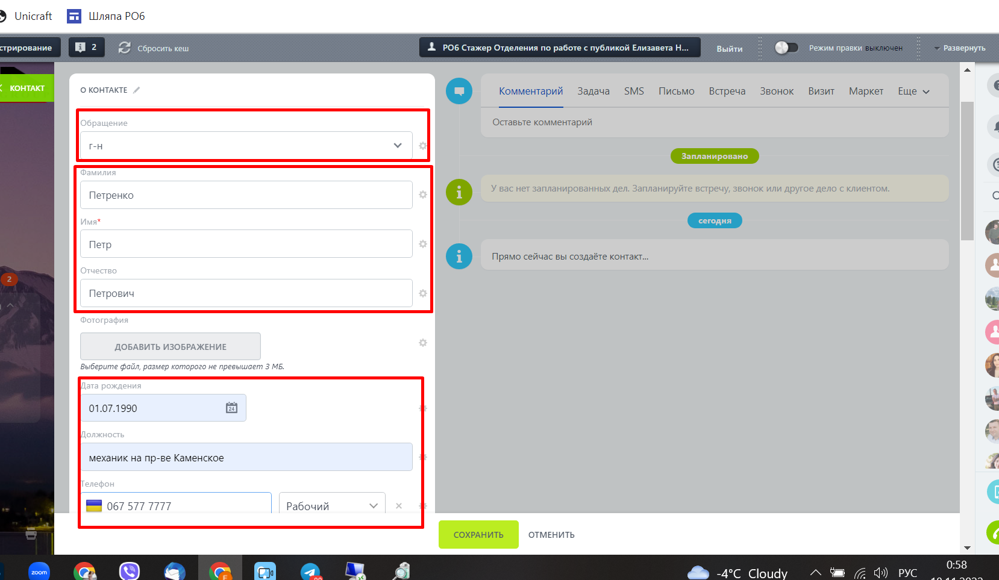 Unicraft
Шляпа РО6
стрирование
2
Сбросить кеш
РО6 Стажер Отделения по работе с публикой Елизавета Н...
Выйти
Режим правки выключен
Развернуть
КОНТАКТ
О КОНТАКТЕ
Обращение
г-н
Фамилия
Петренко
Имя*
Петр
Отчество
Петрович
Фотография
ДОБАВИТЬ ИЗОБРАЖЕНИЕ
Выберите файл, размер которого не превышает 3 МБ.
Дата рождения
01.07.1990
24
Должность
механик на пр-ве Каменское
Телефон
067 577 7777
Рабочий
Комментарий
Задача
SMS
Письмо
Встреча
Звонок
Визит
Маркет
Еще
Оставьте комментарий
Запланировано
У вас нет запланированных дел. Запланируйте встречу, звонок или другое дело с клиентом.
сегодня
Прямо сейчас вы создаёте контакт...
2
СОХРАНИТЬ
ОТМЕНИТЬ
zoom
-4°C Cloudy
РУС
0:58